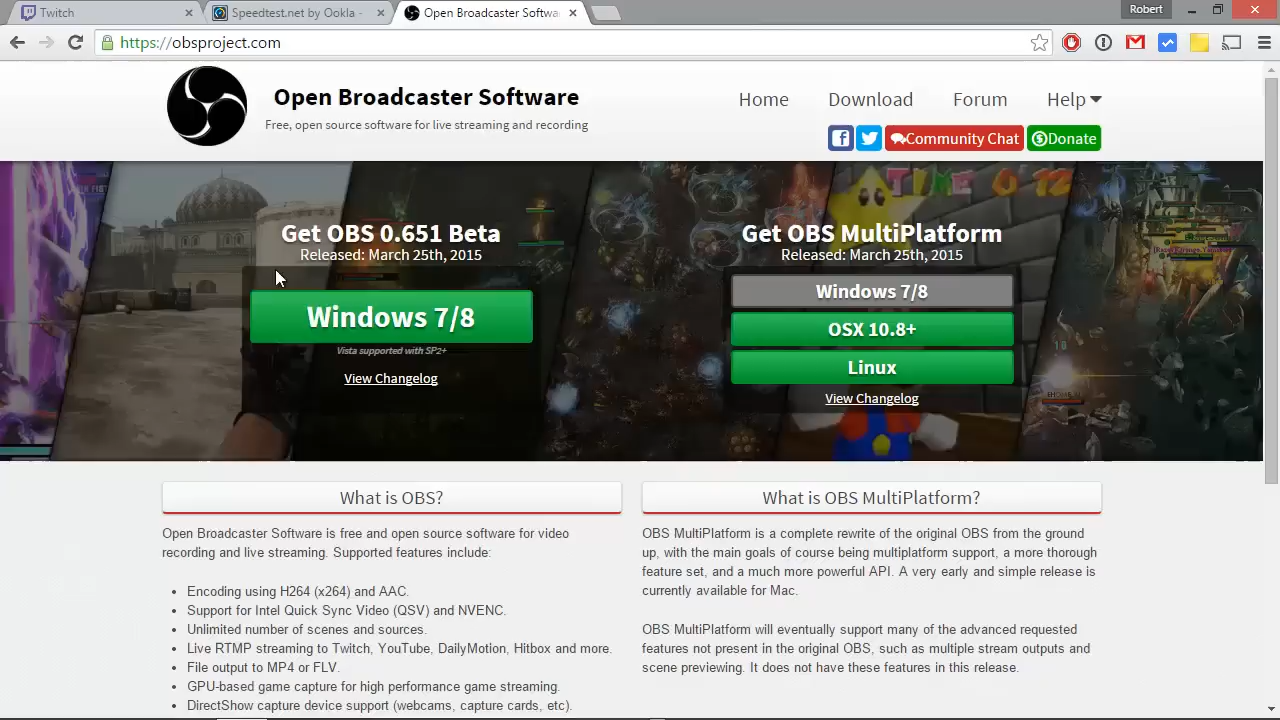 Twitch
Speedtest.net by Ookla -
Open Broadcaster Softwa
Robert
https://obsproject.com
Open Broadcaster Software
Free, open source software for live streaming and recording
Home
Download
Forum
Help
Community Chat
Donate
TIME 0 12
Get OBS 0.651 Beta
Released: March 25th, 2015
Windows 7/8
Vista supported with SP2+
View Changelog
Get OBS MultiPlatform
Released: March 25th, 2015
Windows 7/8
OSX 10.8+
Linux
View Changelog
What is OBS?
Open Broadcaster Software is free and open source software for video
recording and live streaming. Supported features include:
• Encoding using H264 (x264) and AAC.
• Support for Intel Quick Sync Video (QSV) and NVENC.
• Unlimited number of scenes and sources.
• Live RTMP streaming to Twitch, YouTube, DailyMotion, Hitbox and more.
• File output to MP4 or FLV.
• GPU-based game capture for high performance game streaming.
• DirectShow capture device support (webcams, capture cards, etc).
What is OBS MultiPlatform?
OBS MultiPlatform is a complete rewrite of the original OBS from the ground
up, with the main goals of course being multiplatform support, a more thorough
feature set, and a much more powerful API. A very early and simple release is
currently available for Mac.
OBS MultiPlatform will eventually support many of the advanced requested
features not present in the original OBS, such as multiple stream outputs and
scene previewing. It does not have these features in this release.